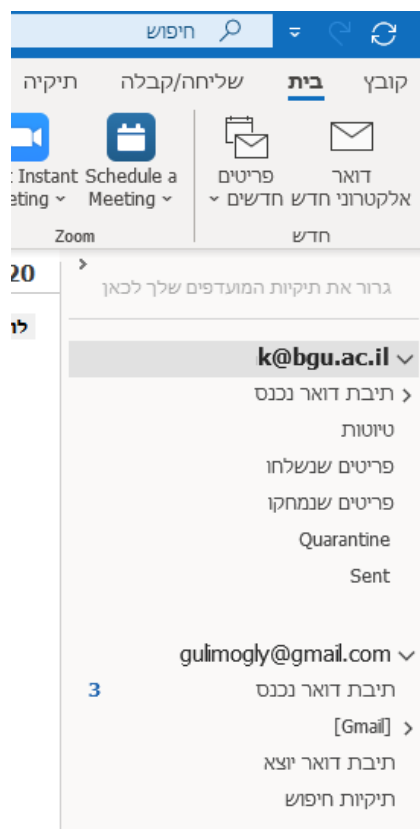 חיפוש
קובץ בית שליחה/קבלה תיקיה
דואר אלקטרוני חדש
פריטים חדשים
Schedule a Meeting
Instant
חדש
Zoom
20
גרור את תיקיות המועדפים שלך לכאן
k@bgu.ac.il
תיבת דואר נכנס
טיוטות
פריטים שנשלחו
פריטים שנמחקו
Quarantine
Sent
gulimogly@gmail.com
תיבת דואר נכנס 3
[Gmail]
תיבת דואר יוצא
תיקיות חיפוש